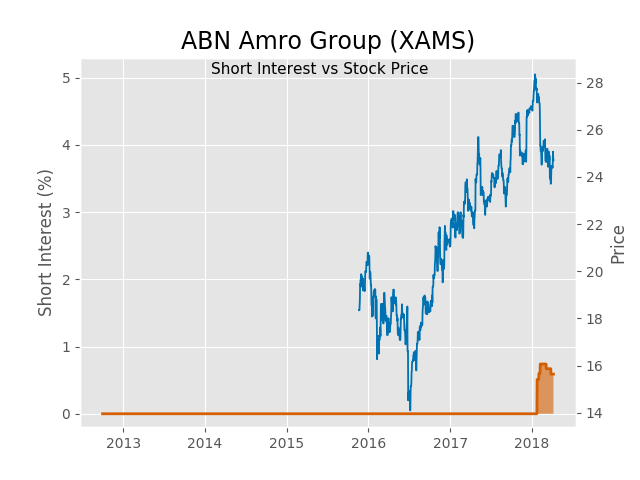 ABN Amro Group (XAMS)
Short Interest vs Stock Price
Short Interest (%)
5
4
3
2
1
0
28
26
24
22
20
18
16
14
Price
2013 2014 2015 2016 2017 2018